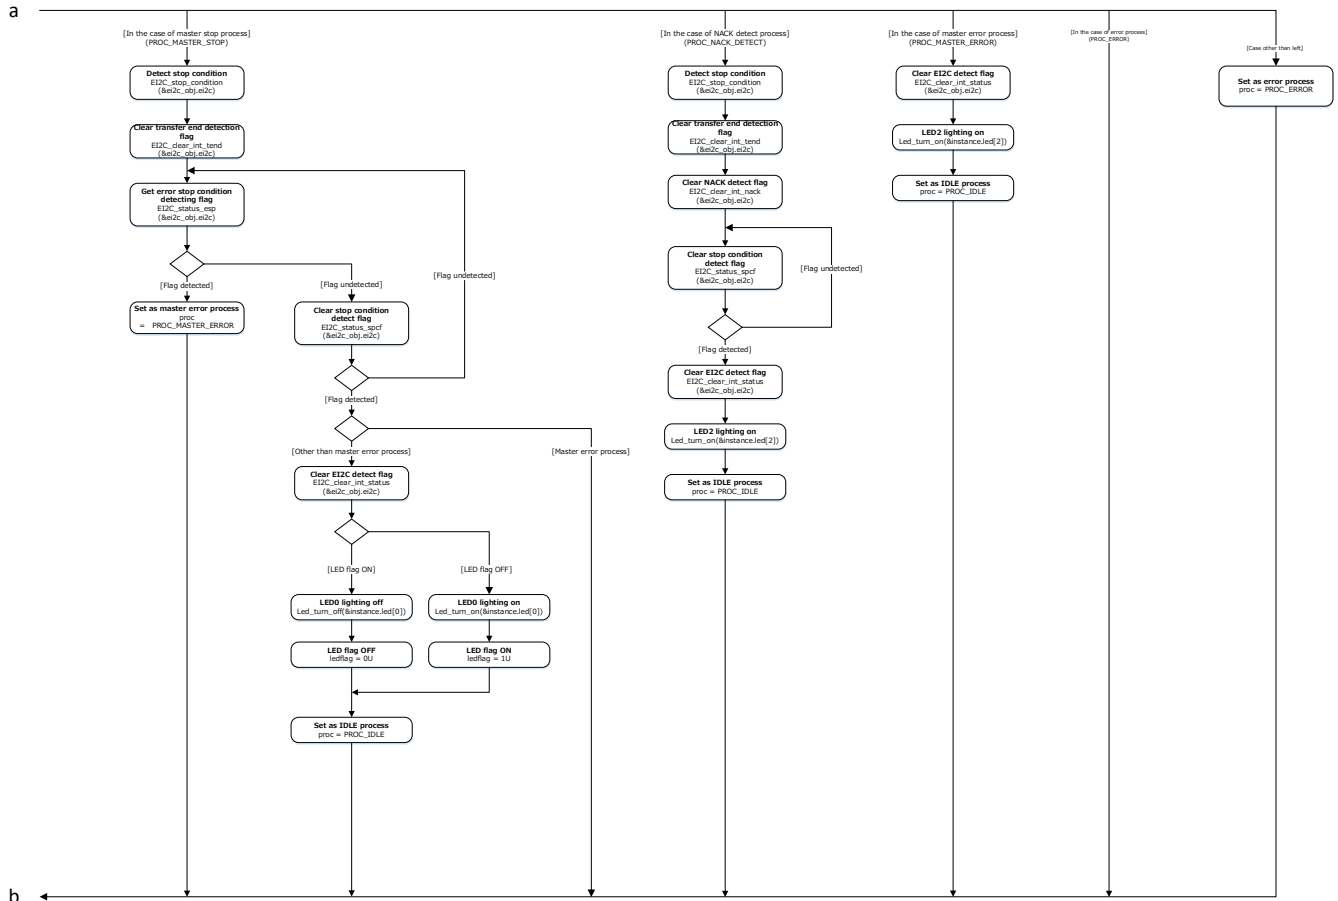 a
[In the case of master stop process]
(PROC_MASTER_STOP)
Detect stop condition
EI2C_stop_condition
(&ei2c_obj.ei2c)
Clear transfer end detection
flag
EI2C_clear_int_tend
(&ei2c_obj.ei2c)
Get error stop condition
detecting flag
EI2C_status_esp
(&ei2c_obj.ei2c)
[Flag detected]
Set as master error process
proc
= PROC_MASTER_ERROR
[Flag undetected]
Clear stop condition
detect flag
EI2C_status_spcf
(&ei2c_obj.ei2c)
[Flag undetected]
[Flag detected]
[Other than master error process]
[Master error process]
Clear EI2C detect flag
EI2C_clear_int_status
(&ei2c_obj.ei2c)
[LED flag ON]
[LED flag OFF]
LED0 lighting off
Led_turn_off(&instance.led[0])
LED0 lighting on
Led_turn_on(&instance.led[0])
LED flag OFF
ledflag = 0U
LED flag ON
ledflag = 1U
Set as IDLE process
proc = PROC_IDLE
[In the case of NACK detect process]
(PROC_NACK_DETECT)
Detect stop condition
EI2C_stop_condition
(&ei2c_obj.ei2c)
Clear transfer end detection
flag
EI2C_clear_int_tend
(&ei2c_obj.ei2c)
Clear NACK detect flag
EI2C_clear_int_nack
(&ei2c_obj.ei2c)
Clear stop condition
detect flag
EI2C_status_spcf
(&ei2c_obj.ei2c)
[Flag undetected]
[Flag detected]
Clear EI2C detect flag
EI2C_clear_int_status
(&ei2c_obj.ei2c)
LED2 lighting on
Led_turn_on(&instance.led[2])
Set as IDLE process
proc = PROC_IDLE
[In the case of master error process]
(PROC_MASTER_ERROR)
Clear EI2C detect flag
EI2C_clear_int_status
(&ei2c_obj.ei2c)
LED2 lighting on
Led_turn_on(&instance.led[2])
Set as IDLE process
proc = PROC_IDLE
[In the case of error process]
(PROC_ERROR)
[Case other than left]
Set as error process
proc = PROC_ERROR
b